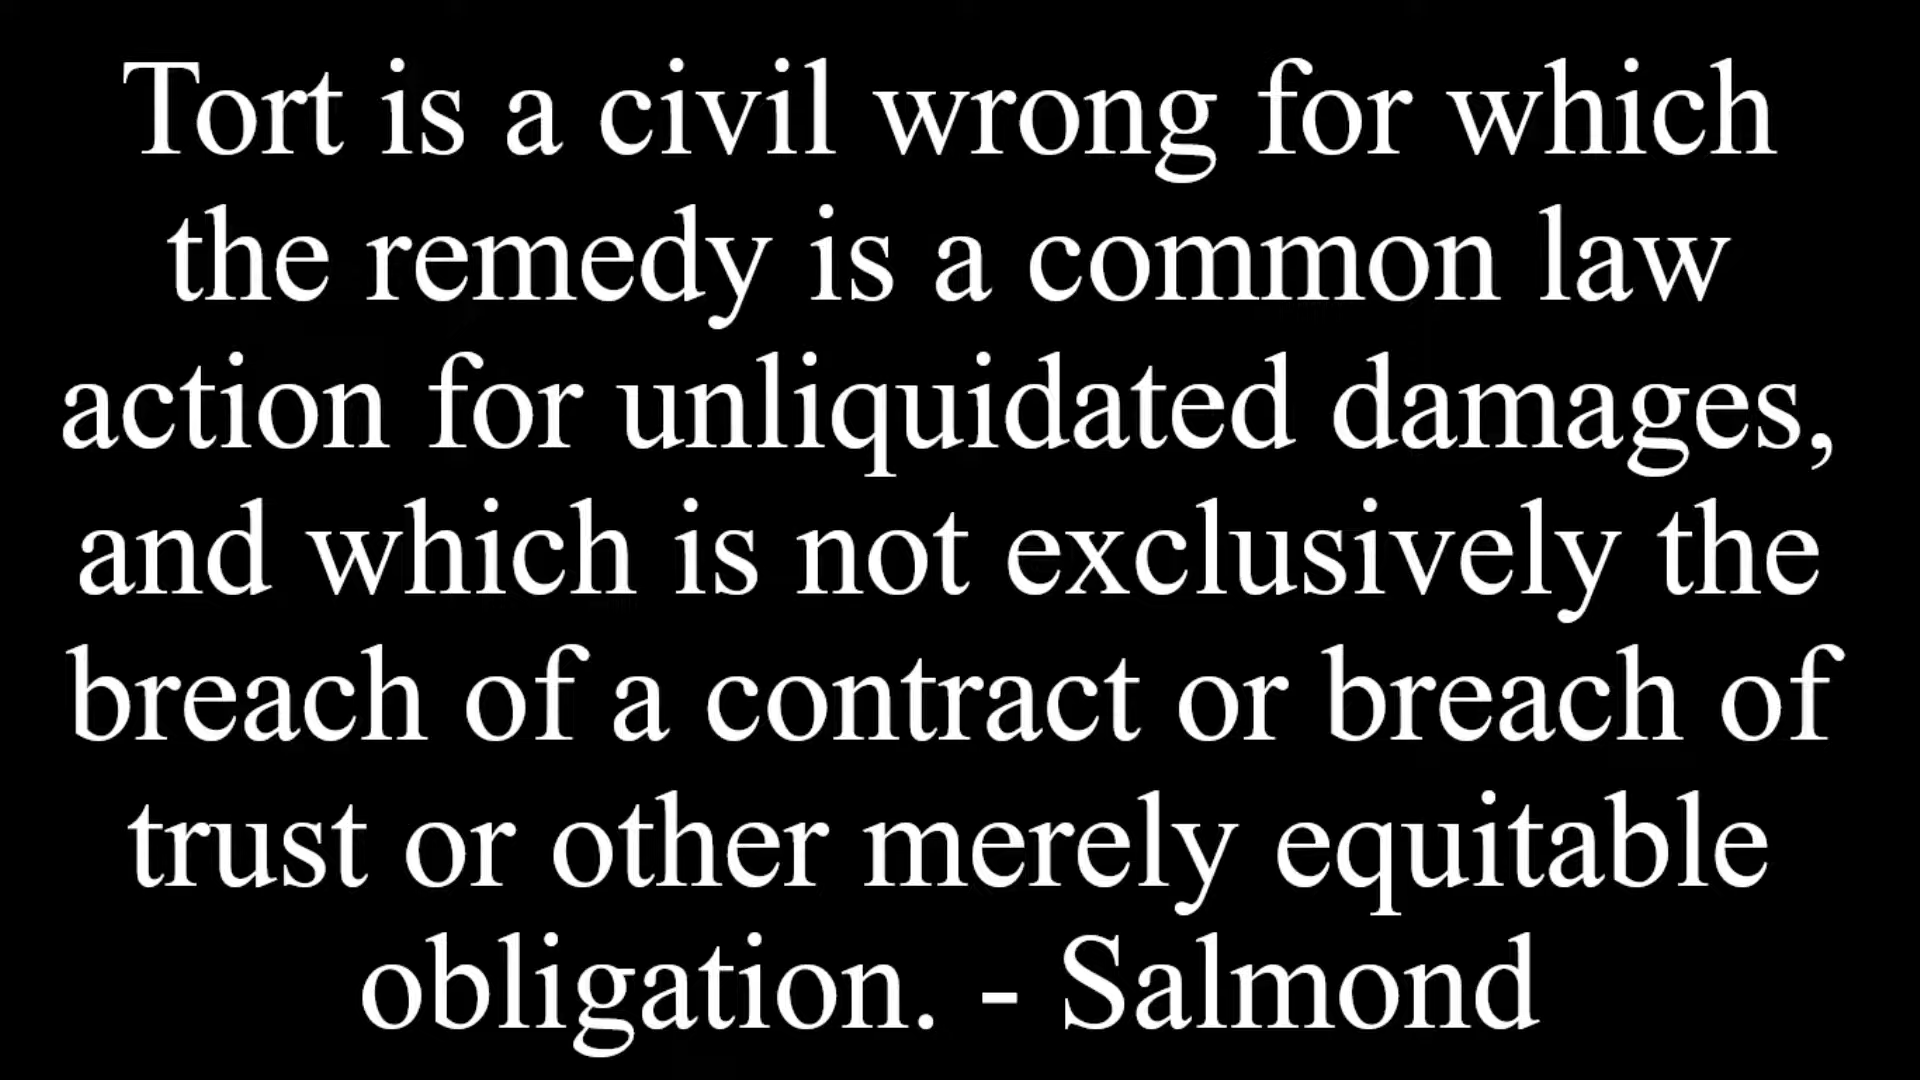 Tort is a civil wrong for which
the remedy is a common law
action for unliquidated damages,
and which is not exclusively the
breach of a contract or breach of
trust or other merely equitable
obligation. - Salmond